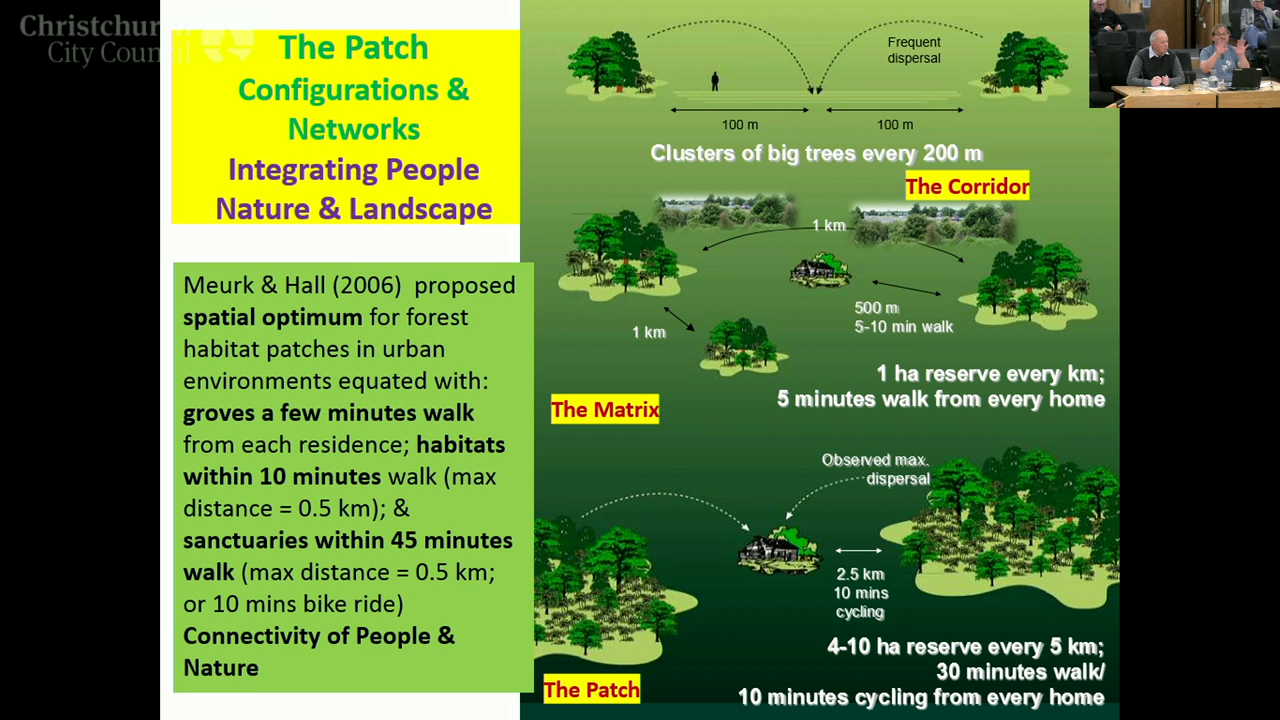 Christchurch
City Council
The Patch
Configurations &
Networks
Integrating People
Nature & Landscape
Meurk & Hall (2006) proposed
spatial optimum for forest
habitat patches in urban
environments equated with:
groves a few minutes walk
from each residence; habitats
within 10 minutes walk (max
distance = 0.5 km); &
sanctuaries within 45 minutes
walk (max distance = 0.5 km;
or 10 mins bike ride)
Connectivity of People &
Nature
Frequent
dispersal
100 m
100 m
Clusters of big trees every 200 m
The Corridor
1 km
500 m
5-10 min walk
1 km
1 ha reserve every km;
5 minutes walk from every home
The Matrix
Observed max.
dispersal
2.5 km
10 mins
cycling
4-10 ha reserve every 5 km;
30 minutes walk/
10 minutes cycling from every home
The Patch